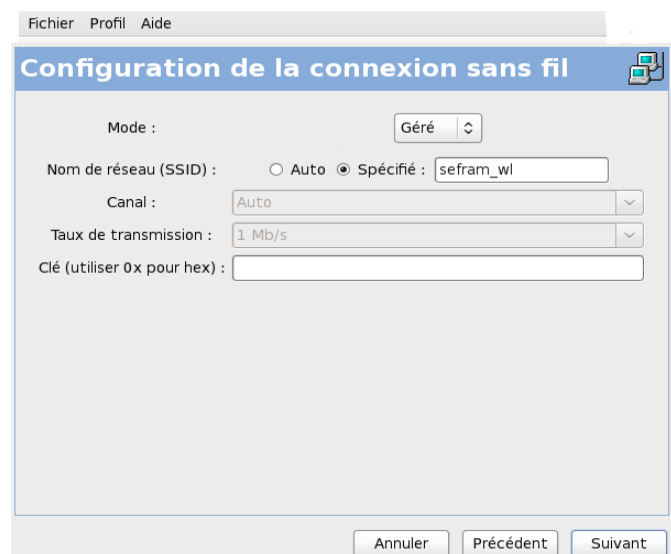 Fichier Profil Aide
Configuration de la connexion sans fil
Mode : Géré
Nom de réseau (SSID) : Auto Spécifié : sefram_wl
Canal : Auto
Taux de transmission : 1 Mb/s
Clé (utiliser 0x pour hex) :
Annuler Précédent Suivant